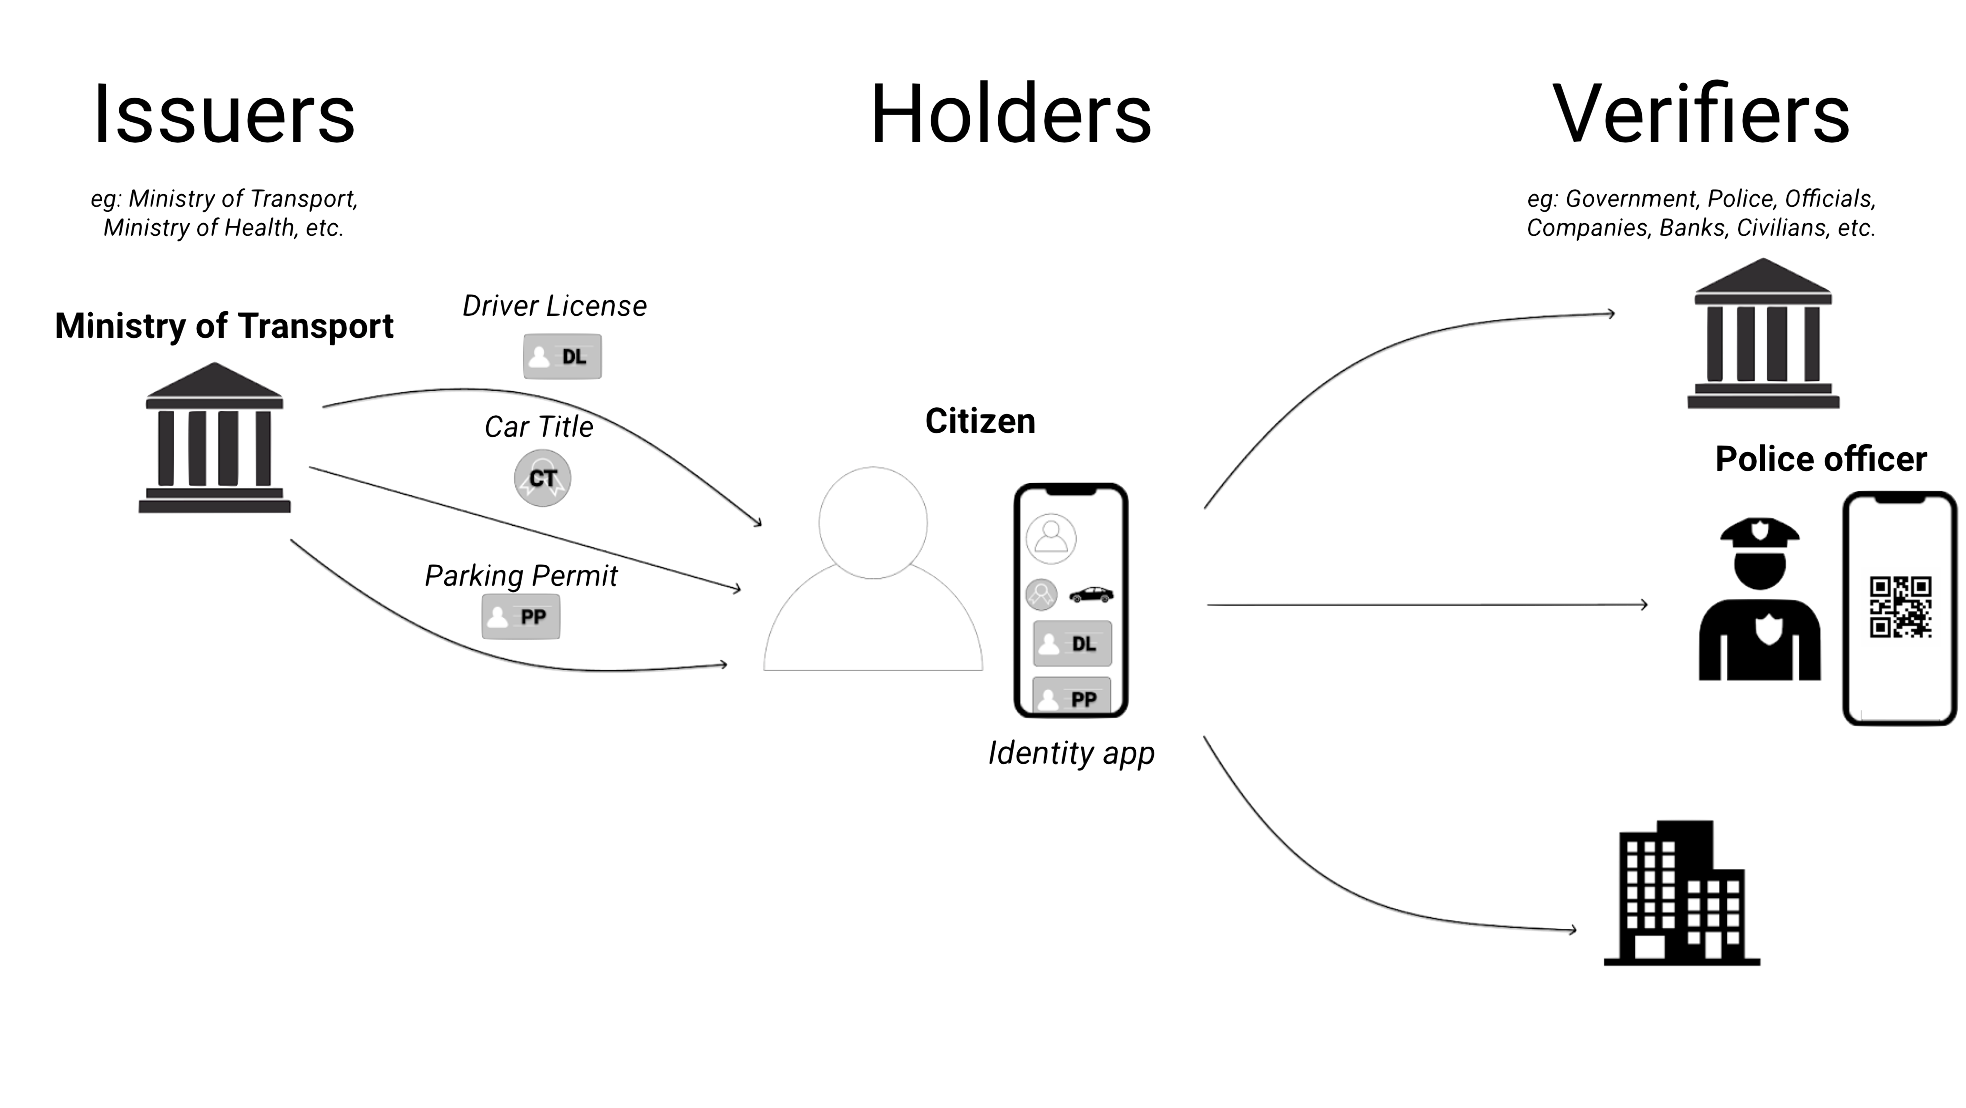 Issuers
eg: Ministry of Transport,
Ministry of Health, etc.
Ministry of Transport
Driver License
DL
Car Title
CT
Parking Permit
PP
Holders
Citizen
DL
PP
Identity app
Verifiers
eg: Government, Police, Officials,
Companies, Banks, Civilians, etc.
Police officer